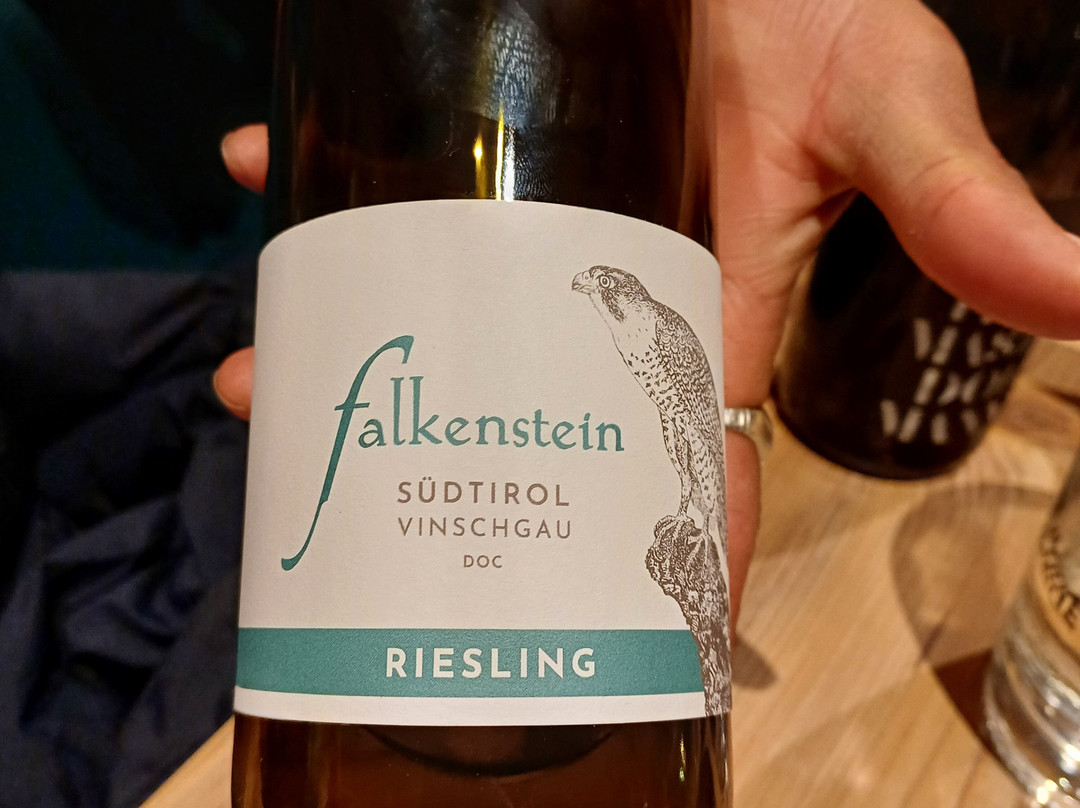 falkenstein
SÜDTIROL
VINSCHGAU
DOC
RIESLING